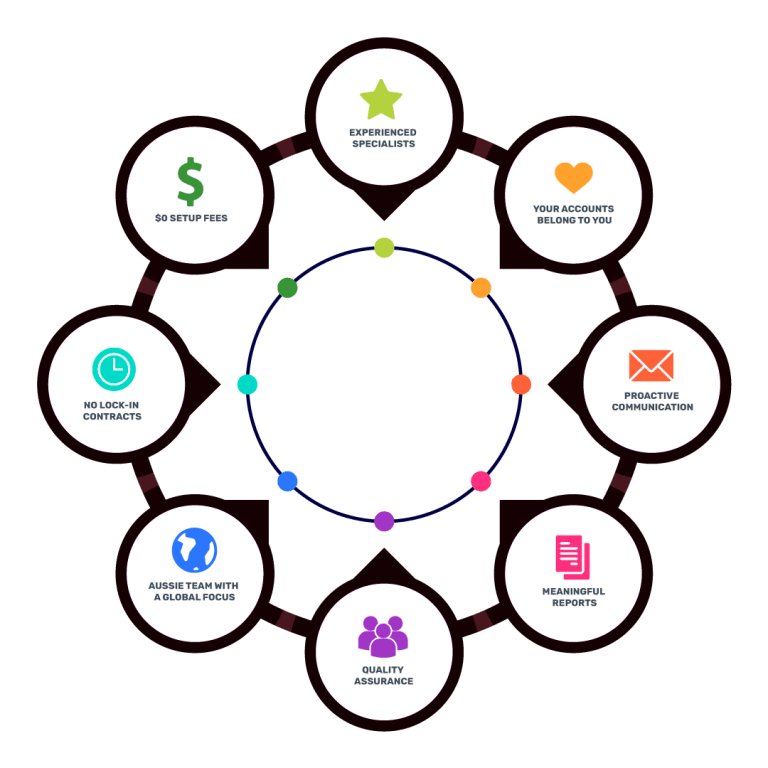 EXPERIENCED
SPECIALISTS
YOUR ACCOUNTS
BELONG TO YOU
PROACTIVE
COMMUNICATION
MEANINGFUL
REPORTS
QUALITY
ASSURANCE
AUSSIE TEAM WITH
A GLOBAL FOCUS
NO LOCK-IN
CONTRACTS
$
$0 SETUP FEES